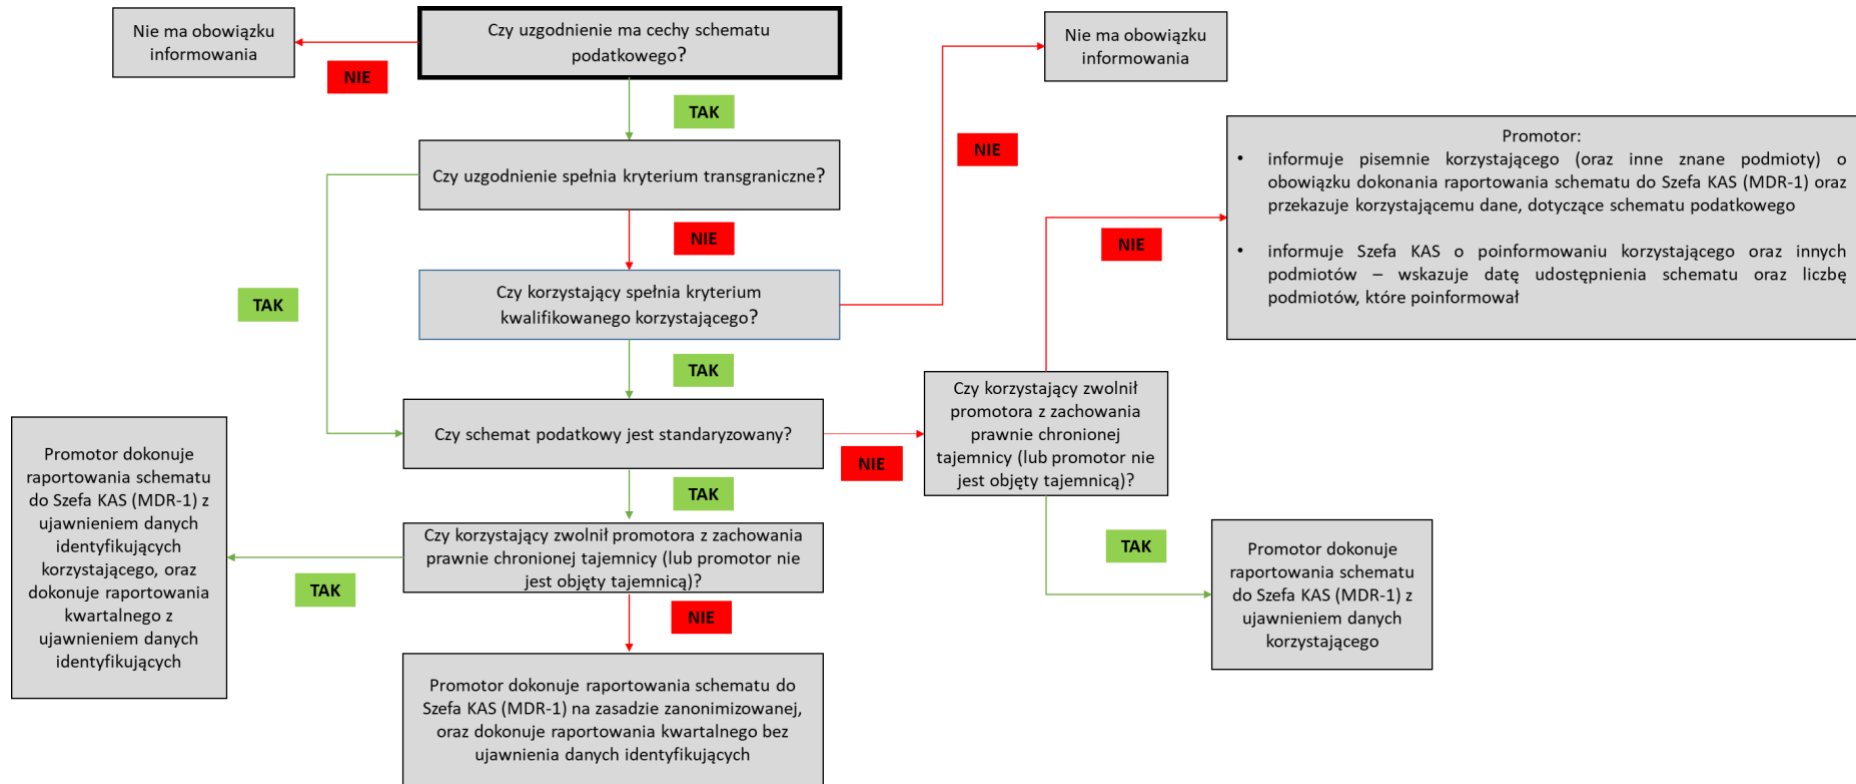 Nie ma obowiązku
informowania
NIE
Czy uzgodnienie ma cechy schematu
podatkowego?
TAK
Nie ma obowiązku
informowania
NIE
Czy uzgodnienie spełnia kryterium transgraniczne?
NIE
TAK
Czy korzystający spełnia kryterium
kwalifikowanego korzystającego?
TAK
Promotor:
• informuje pisemnie korzystającego (oraz inne znane podmioty) o
obowiązku dokonania raportowania schematu do Szefa KAS (MDR-1) oraz
przekazuje korzystającemu dane, dotyczące schematu podatkowego
• informuje Szefa KAS o poinformowaniu korzystającego oraz innych
podmiotów – wskazuje datę udostępnienia schematu oraz liczbę
podmiotów, które poinformował
NIE
Czy schemat podatkowy jest standaryzowany?
NIE
TAK
Czy korzystający zwolnił
promotora z zachowania
prawnie chronionej
tajemnicy (lub promotor nie
jest objęty tajemnicą)?
TAK
Promotor dokonuje
raportowania schematu
do Szefa KAS (MDR-1) z
ujawnieniem danych
korzystającego
Czy korzystający zwolnił promotora z zachowania
prawnie chronionej tajemnicy (lub promotor nie
jest objęty tajemnicą)?
TAK
NIE
Promotor dokonuje
raportowania schematu
do Szefa KAS (MDR-1) z
ujawnieniem danych
identyfikujących
korzystającego, oraz
dokonuje raportowania
kwartalnego z
ujawnieniem danych
identyfikujących
Promotor dokonuje raportowania schematu do
Szefa KAS (MDR-1) na zasadzie zanonimizowanej,
oraz dokonuje raportowania kwartalnego bez
ujawnienia danych identyfikujących